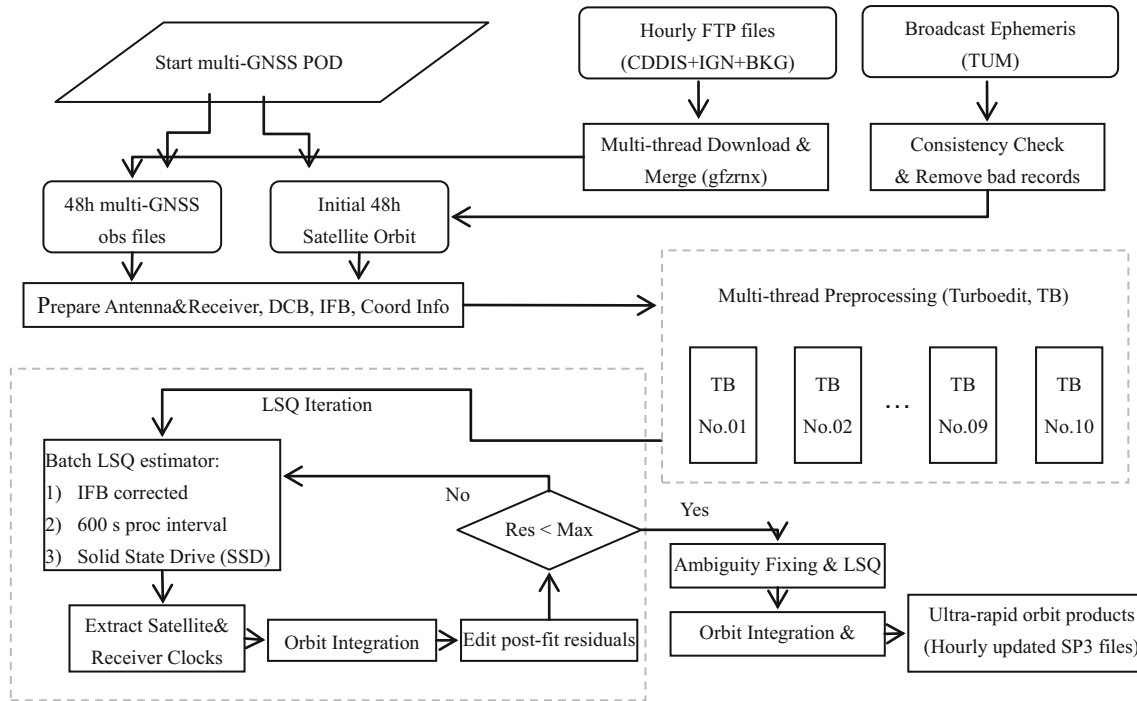 Start multi-GNSS POD
Hourly FTP files
(CDDIS+IGN+BKG)
Broadcast Ephemeris
(TUM)
Multi-thread Download &
Merge (gfzrnx)
Consistency Check
& Remove bad records
48h multi-GNSS
obs files
Initial 48h
Satellite Orbit
Prepare Antenna&Receiver, DCB, IFB, Coord Info
Multi-thread Preprocessing (Turboedit, TB)
TB
No.01
TB
No.02
...
TB
No.09
TB
No.10
LSQ Iteration
Batch LSQ estimator:
1) IFB corrected
2) 600 s proc interval
3) Solid State Drive (SSD)
No
Res < Max
Yes
Extract Satellite&
Receiver Clocks
Orbit Integration
Edit post-fit residuals
Ambiguity Fixing & LSQ
Orbit Integration &
Ultra-rapid orbit products
(Hourly updated SP3 files)